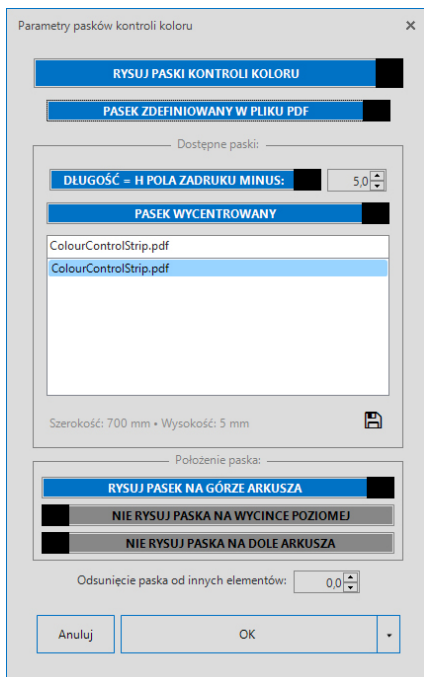 Parametry pasków kontroli koloru
RYSUJ PASKI KONTROLI KOLORU
PASEK ZDEFINIOWANY W PLIKU PDF
Dostępne paski:
DŁUGOŚĆ = H POLA ZADRUKU MINUS: 5,0
PASEK WYCENTROWANY
ColourControlStrip.pdf
ColourControlStrip.pdf
Szerokość: 700 mm • Wysokość: 5 mm
Położenie paska:
RYSUJ PASEK NA GÓRZE ARKUSZA
NIE RYSUJ PASKA NA WYCINCE POZIOMEJ
NIE RYSUJ PASKA NA DOLE ARKUSZA
Odsunięcie paska od innych elementów: 0,0
Anuluj OK